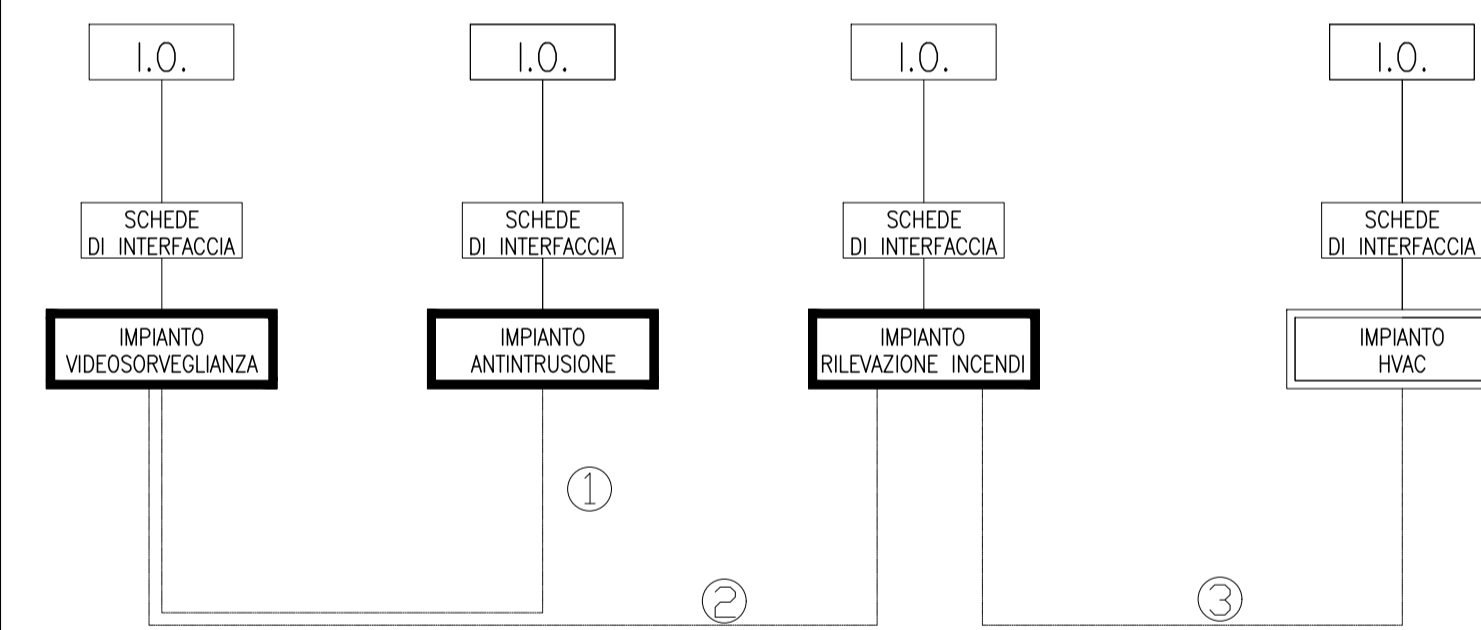 I.O.
I.O.
I.O.
I.O.
SCHEDE
DI INTERFACCIA
SCHEDE
DI INTERFACCIA
SCHEDE
DI INTERFACCIA
SCHEDE
DI INTERFACCIA
IMPIANTO
VIDEOSORVEGLIANZA
IMPIANTO
ANTINTRUSIONE
IMPIANTO
RILEVAZIONE INCENDI
IMPIANTO
HVAC
1
2
3